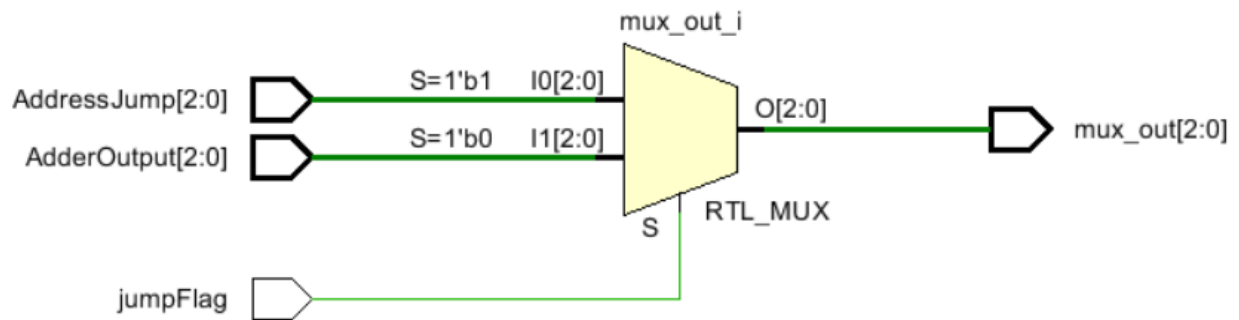 mux_out_i
AddressJump[2:0]
S=1'b1
I0[2:0]
AdderOutput[2:0]
S=1'b0
I1[2:0]
O[2:0]
mux_out[2:0]
S
RTL_MUX
jumpFlag